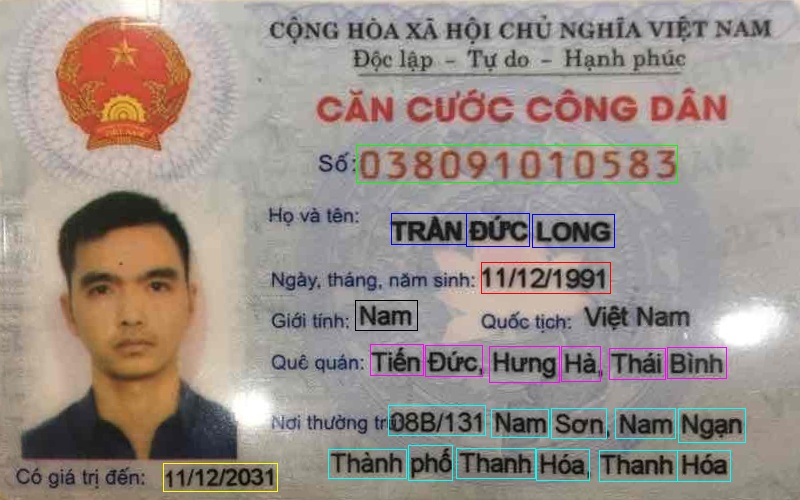 CỘNG HÒA XÃ HỘI CHỦ NGHĨA VIỆT NAM
Độc lập - Tự do - Hạnh phúc
CĂN CƯỚC CÔNG DÂN
Số: 038091010583
Họ và tên: TRẦN ĐỨC LONG
Ngày, tháng, năm sinh: 11/12/1991
Giới tính: Nam Quốc tịch: Việt Nam
Quê quán: Tiến Đức, Hưng Hà, Thái Bình
Nơi thường trú: 08B/131 Nam Sơn, Nam Ngạn
Thành phố Thanh Hóa, Thanh Hóa
Có giá trị đến: 11/12/2031